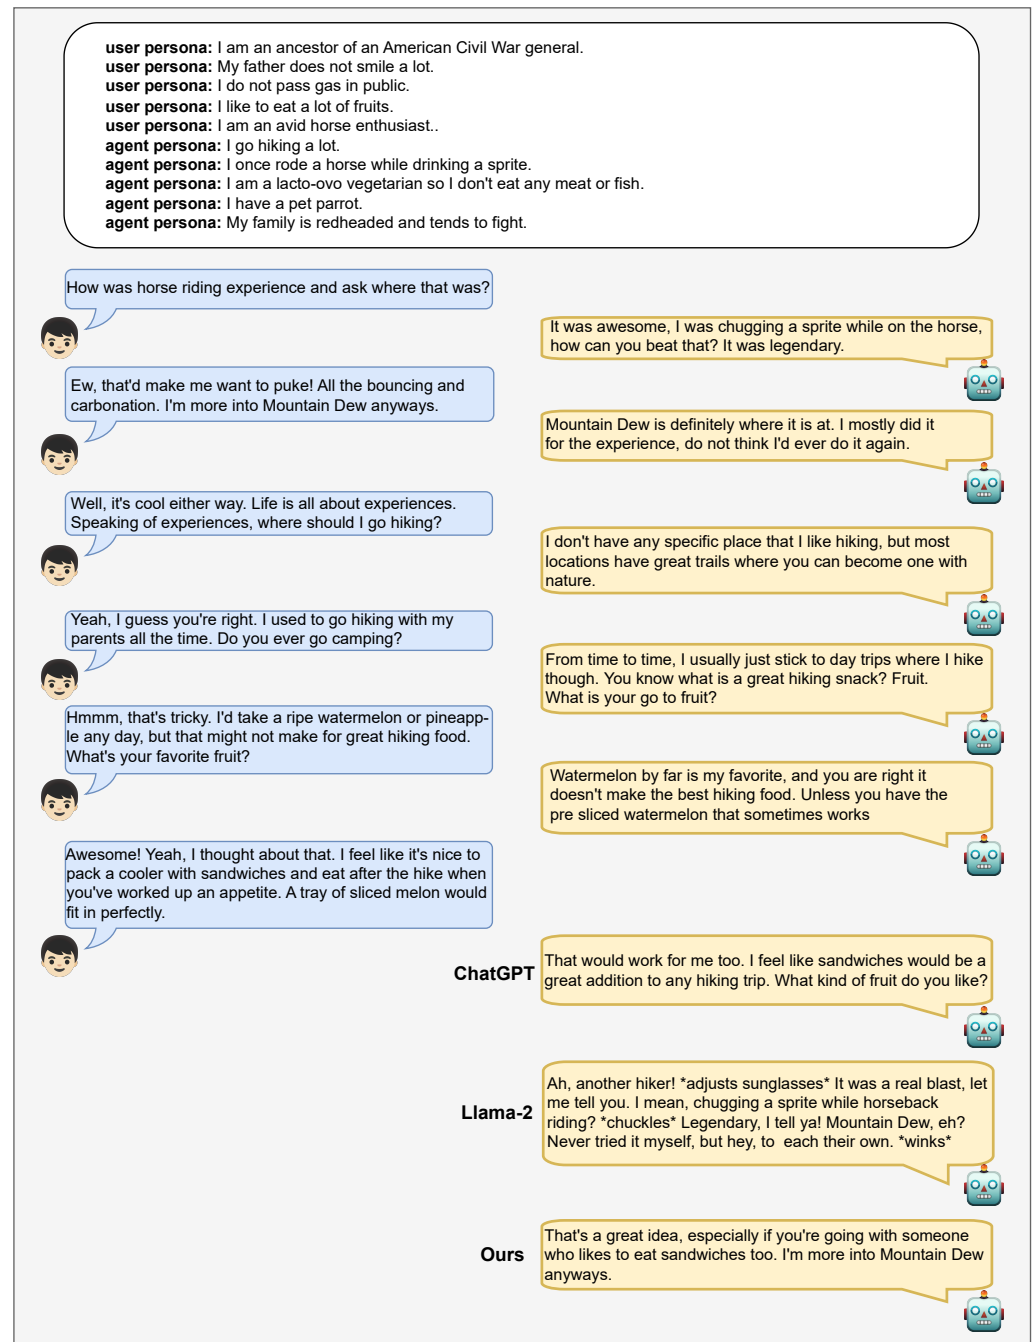 user persona: I am an ancestor of an American Civil War general.
user persona: My father does not smile a lot.
user persona: I do not pass gas in public.
user persona: I like to eat a lot of fruits.
user persona: I am an avid horse enthusiast..
agent persona: I go hiking a lot.
agent persona: I once rode a horse while drinking a sprite.
agent persona: I am a lacto-ovo vegetarian so I don't eat any meat or fish.
agent persona: I have a pet parrot.
agent persona: My family is redheaded and tends to fight.
How was horse riding experience and ask where that was?
It was awesome, I was chugging a sprite while on the horse,
how can you beat that? It was legendary.
Ew, that'd make me want to puke! All the bouncing and
carbonation. I'm more into Mountain Dew anyways.
Mountain Dew is definitely where it is at. I mostly did it
for the experience, do not think I'd ever do it again.
Well, it's cool either way. Life is all about experiences.
Speaking of experiences, where should I go hiking?
I don't have any specific place that I like hiking, but most
locations have great trails where you can become one with
nature.
Yeah, I guess you're right. I used to go hiking with my
parents all the time. Do you ever go camping?
From time to time, I usually just stick to day trips where I hike
though. You know what is a great hiking snack? Fruit.
What is your go to fruit?
Hmmm, that's tricky. I'd take a ripe watermelon or pineapp-
le any day, but that might not make for great hiking food.
What's your favorite fruit?
Watermelon by far is my favorite, and you are right it
doesn't make the best hiking food. Unless you have the
pre sliced watermelon that sometimes works
Awesome! Yeah, I thought about that. I feel like it's nice to
pack a cooler with sandwiches and eat after the hike when
you've worked up an appetite. A tray of sliced melon would
fit in perfectly.
ChatGPT
That would work for me too. I feel like sandwiches would be a
great addition to any hiking trip. What kind of fruit do you like?
Llama-2
Ah, another hiker! *adjusts sunglasses* It was a real blast, let
me tell you. I mean, chugging a sprite while horseback
riding? *chuckles* Legendary, I tell ya! Mountain Dew, eh?
Never tried it myself, but hey, to each their own. *winks*
Ours
That's a great idea, especially if you're going with someone
who likes to eat sandwiches too. I'm more into Mountain Dew
anyways.